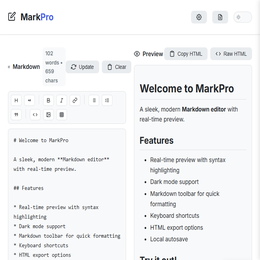 MarkPro
Markdown
102
words •
659
chars
Update
Clear
# Welcome to MarkPro
A sleek, modern **Markdown editor**
with real-time preview.
## Features
* Real-time preview with syntax
highlighting
* Dark mode support
* Markdown toolbar for quick formatting
* Keyboard shortcuts
* HTML export options
Preview
Copy HTML
Raw HTML
Welcome to MarkPro
A sleek, modern Markdown editor with
real-time preview.
Features
• Real-time preview with syntax
highlighting
• Dark mode support
• Markdown toolbar for quick
formatting
• Keyboard shortcuts
• HTML export options
• Local autosave
Try it out!